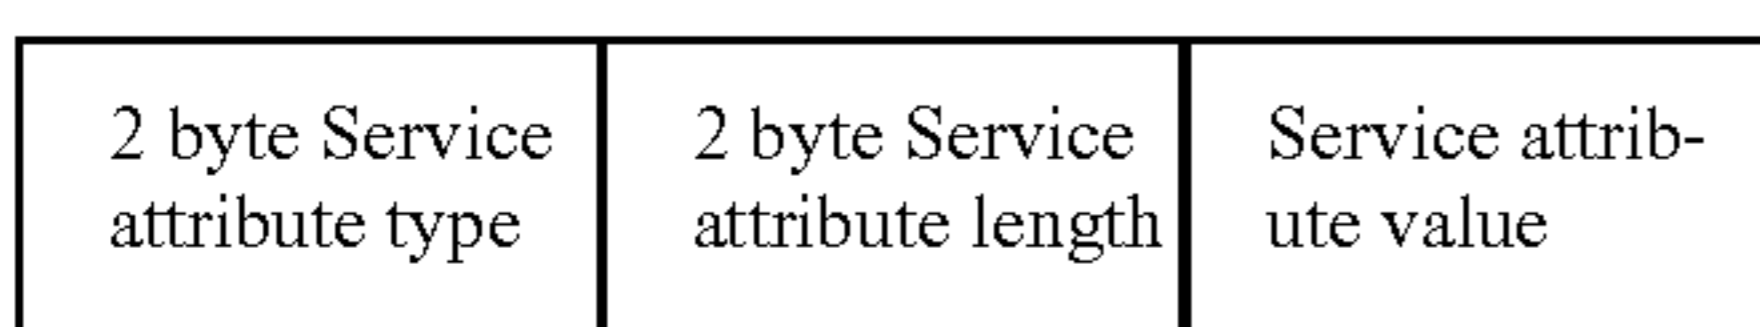 2 byte Service
attribute type
2 byte Service
attribute length
Service attrib-
ute value